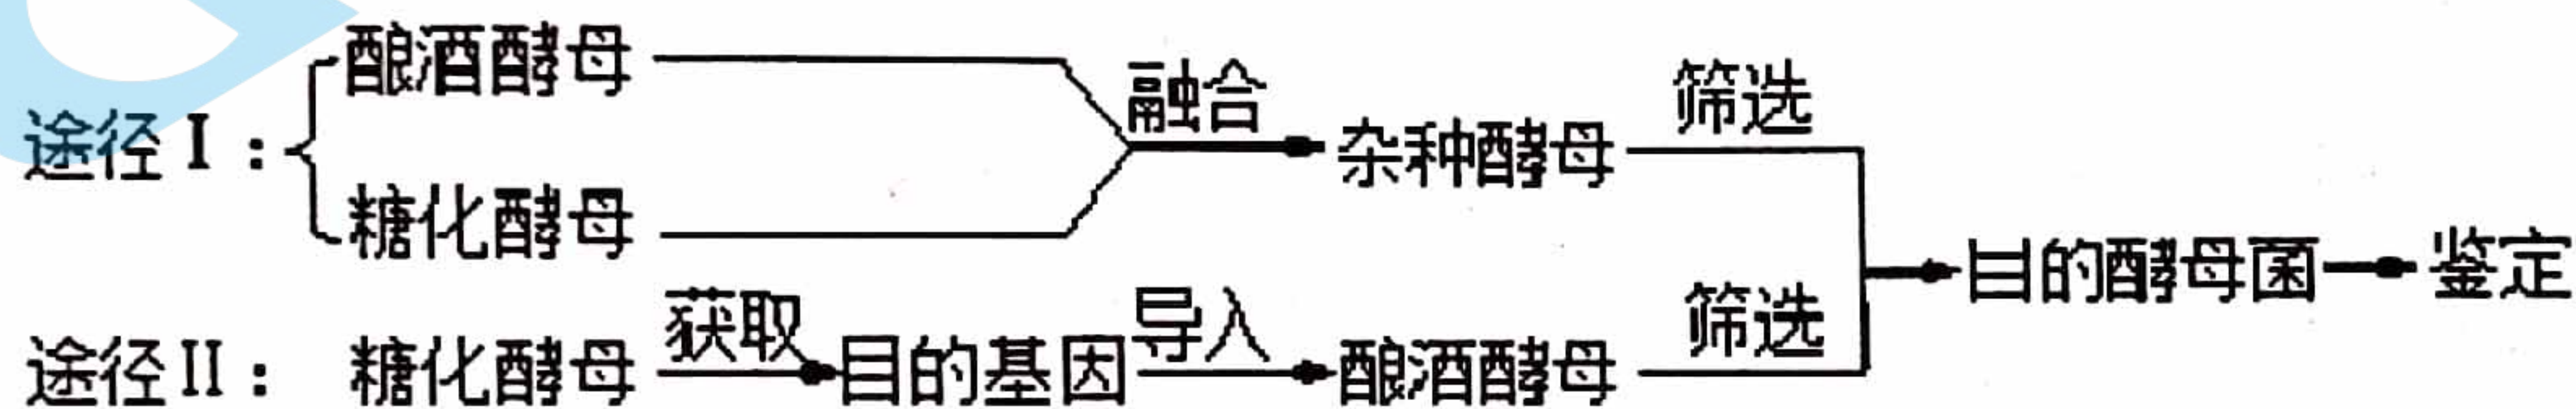 酿酒酵母
融合
筛选
途径Ⅰ：
杂种酵母
糖化酵母
目的酵母菌
鉴定
获取
导入
筛选
途径Ⅱ：
糖化酵母
目的基因
酿酒酵母